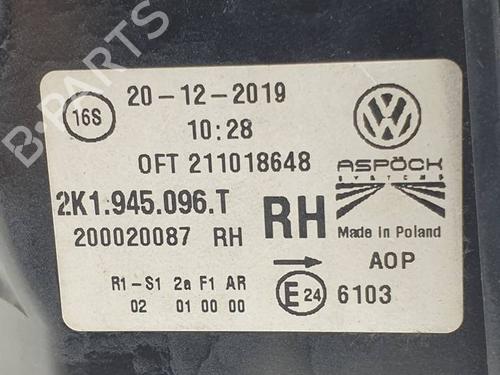 B-PARTS
16S
20-12-2019
10:28
OFT 211018648
2K1.945.096.T
200020087 RH
RH
VW
ASPÖCK
SYSTEMS
Made in Poland
AOP
R1-S1 2a F1 AR
02 01 00 00
E24 6103